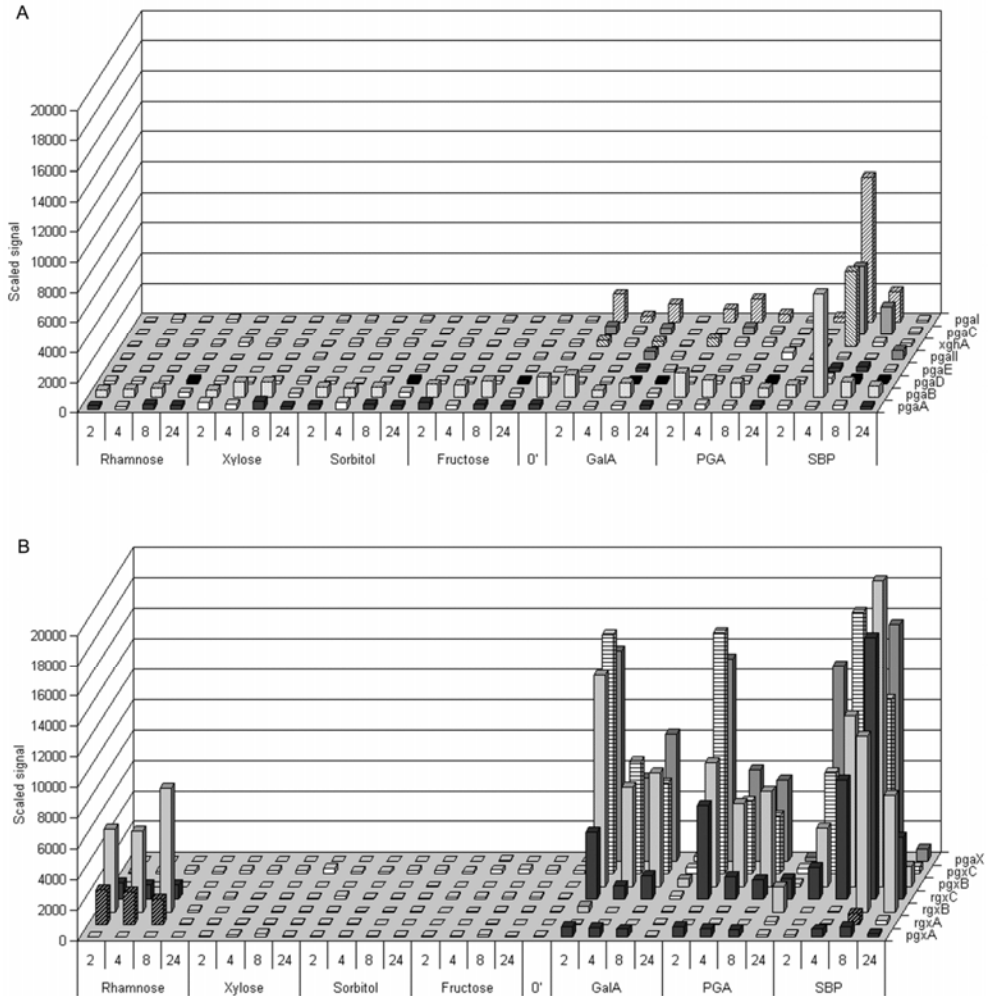 A
20000
18000
16000
14000
12000
10000
8000
6000
4000
2000
0
Scaled signal
pgaI
pgaC
xghA
pgaII
pgaE
pgaD
pgaB
pgaA
2 4 8 24 2 4 8 24 2 4 8 24 2 4 8 24 0' 2 4 8 24 2 4 8 24 2 4 8 24
Rhamnose Xylose Sorbitol Fructose GalA PGA SBP
B
20000
18000
16000
14000
12000
10000
8000
6000
4000
2000
0
Scaled signal
pgaX
pgxC
pgxB
rgxC
rgxB
rgxA
pgxA
2 4 8 24 2 4 8 24 2 4 8 24 2 4 8 24 0' 2 4 8 24 2 4 8 24 2 4 8 24
Rhamnose Xylose Sorbitol Fructose GalA PGA SBP